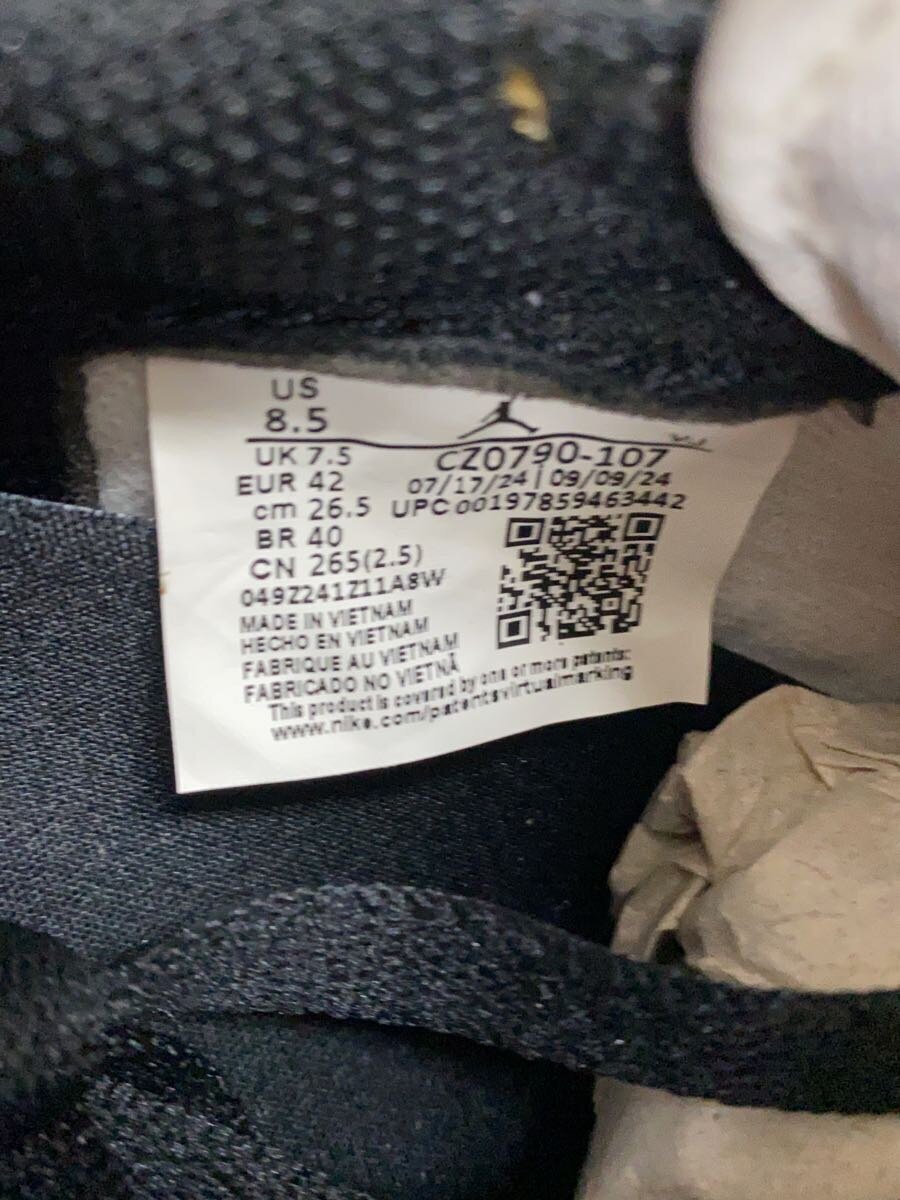 US
8.5
UK 7.5
EUR 42
cm 26.5
BR 40
CN 265(2.5)
CZ0790-107
07/17/24 | 09/09/24
UPC 00197859463442
049Z241Z11A8W
MADE IN VIETNAM
HECHO EN VIETNAM
FABRIQUE AU VIETNAM
FABRICADO NO VIETNÃ
This product is covered by one or more patents:
www.nike.com/patentsvirtualmarking